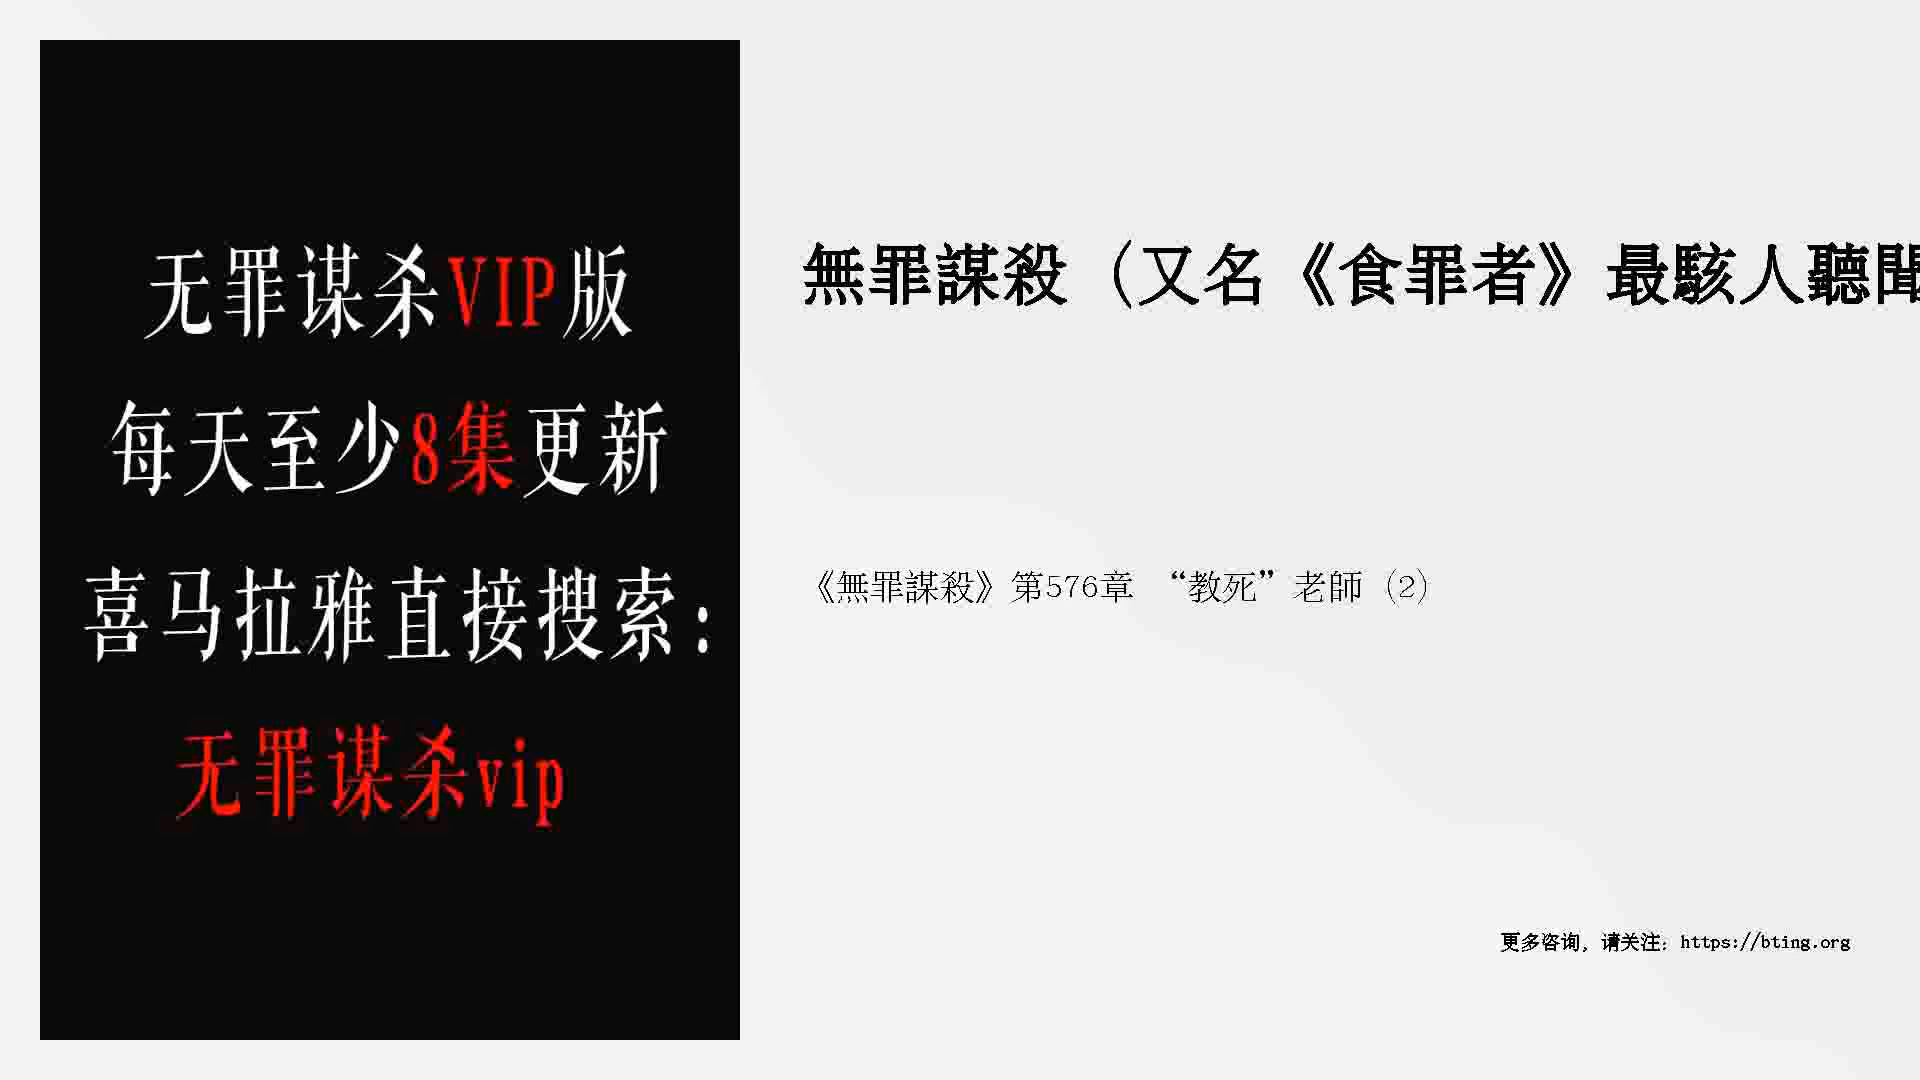 无罪谋杀VIP版
每天至少8集更新
喜马拉雅直接搜索：
无罪谋杀vip
無罪謀殺（又名《食罪者》最駭人聽聞
《無罪謀殺》第576章 “教死”老師（2）
更多咨询，请关注：https://bting.org